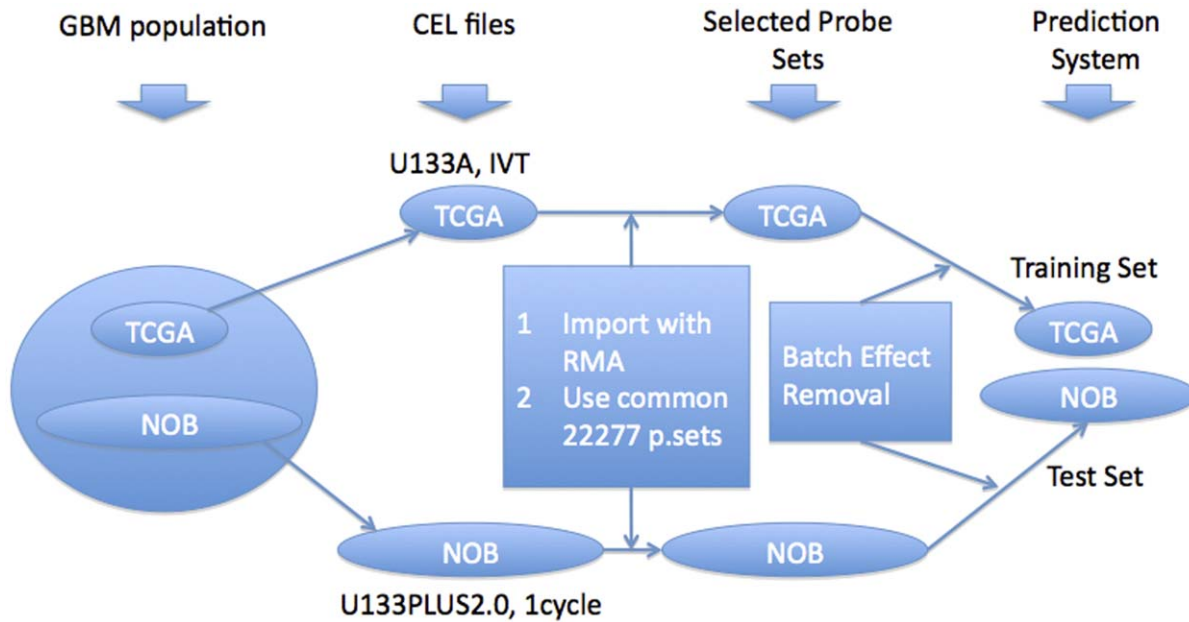 GBM population
CEL files
Selected Probe
Sets
Prediction
System
U133A, IVT
TCGA
TCGA
Training Set
TCGA
TCGA
1 Import with
RMA
2 Use common
22277 p.sets
Batch Effect
Removal
NOB
NOB
Test Set
NOB
NOB
U133PLUS2.0, 1cycle